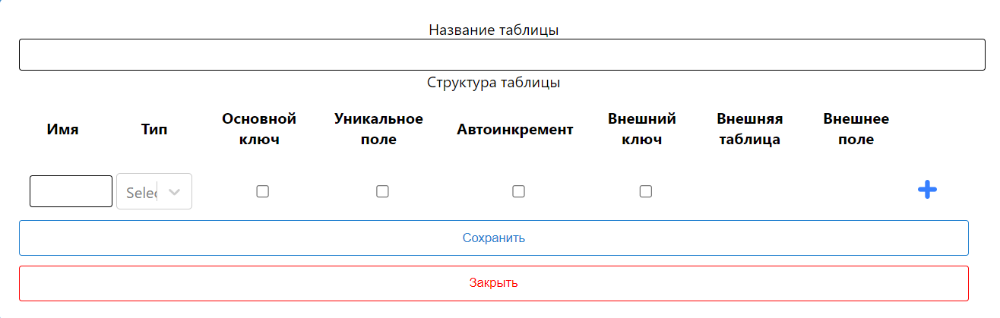 Название таблицы
Структура таблицы
Имя Тип Основной ключ Уникальное поле Автоинкремент Внешний ключ Внешняя таблица Внешнее поле
Selec
Сохранить
Закрыть